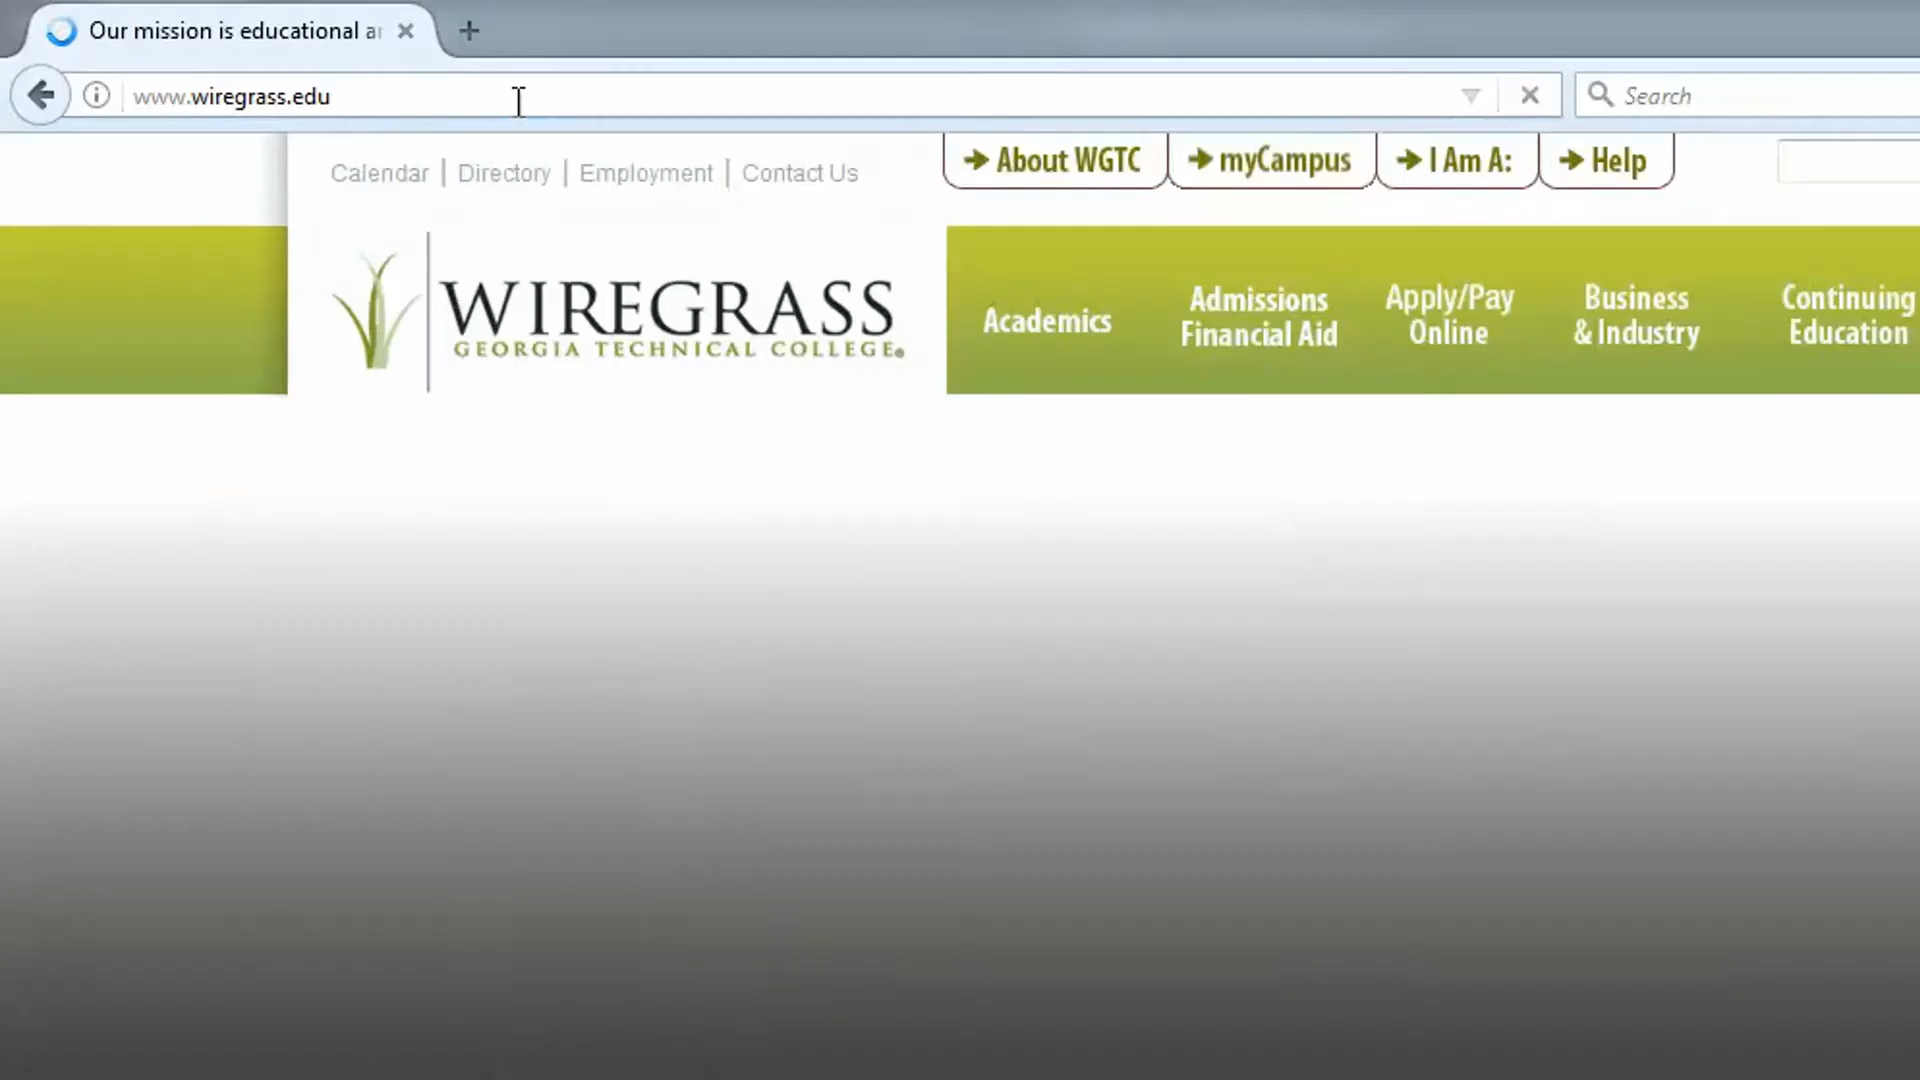 Our mission is educational a
www.wiregrass.edu
Search
Calendar | Directory | Employment | Contact Us
About WGTC
myCampus
I Am A:
Help
WIREGRASS
GEORGIA TECHNICAL COLLEGE
Academics
Admissions
Financial Aid
Apply/Pay
Online
Business
& Industry
Continuing
Education